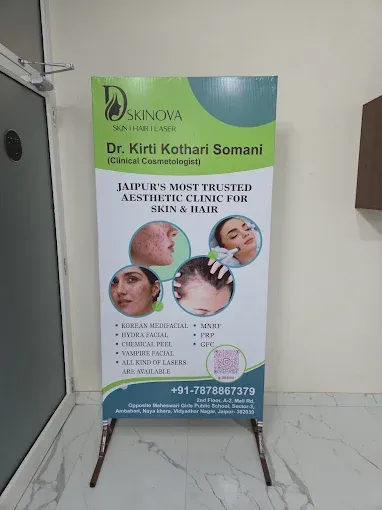 D
SKINOVA
SKIN | HAIR | LASER
Dr. Kirti Kothari Somani
(Clinical Cosmetologist)
JAIPUR'S MOST TRUSTED
AESTHETIC CLINIC FOR
SKIN & HAIR
• KOREAN MEDIFACIAL
• HYDRA FACIAL
• CHEMICAL PEEL
• VAMPIRE FACIAL
• ALL KIND OF LASERS
ARE AVAILABLE
• MNRF
• PRP
• GFC
+91-7878867379
2nd Floor, A-2, Mall Rd,
Opposite Maheswari Girls Public School, Sector-2,
Ambabari, Naya khera, Vidyadhar Nagar, Jaipur- 302039